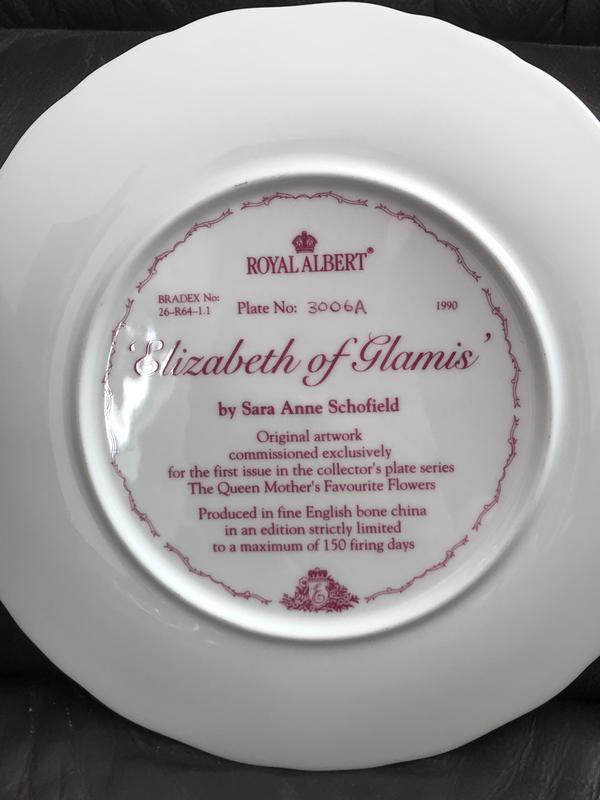 ROYAL ALBERT®
BRADEX No:
26-R64-1.1
Plate No: 3006A
1990
'Elizabeth of Glamis'
by Sara Anne Schofield
Original artwork
commissioned exclusively
for the first issue in the collector's plate series
The Queen Mother's Favourite Flowers
Produced in fine English bone china
in an edition strictly limited
to a maximum of 150 firing days
E